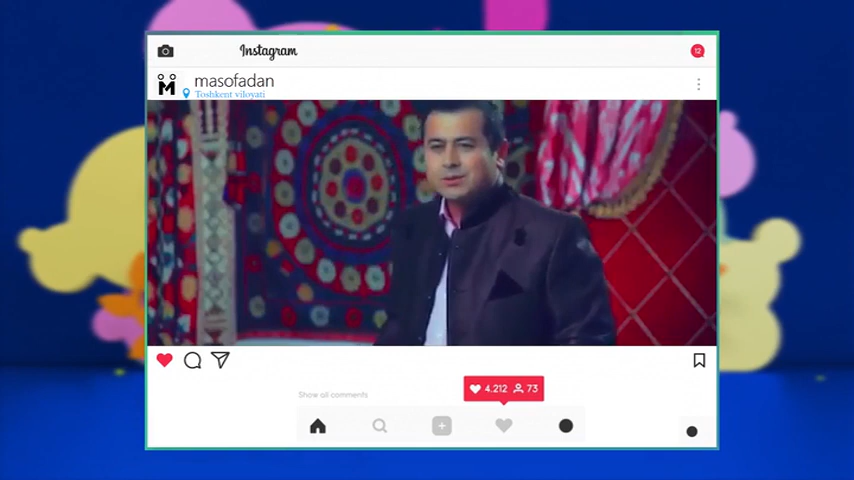 Instagram
12
masofadan
Toshkent viloyati
4.212 73
Show all comments